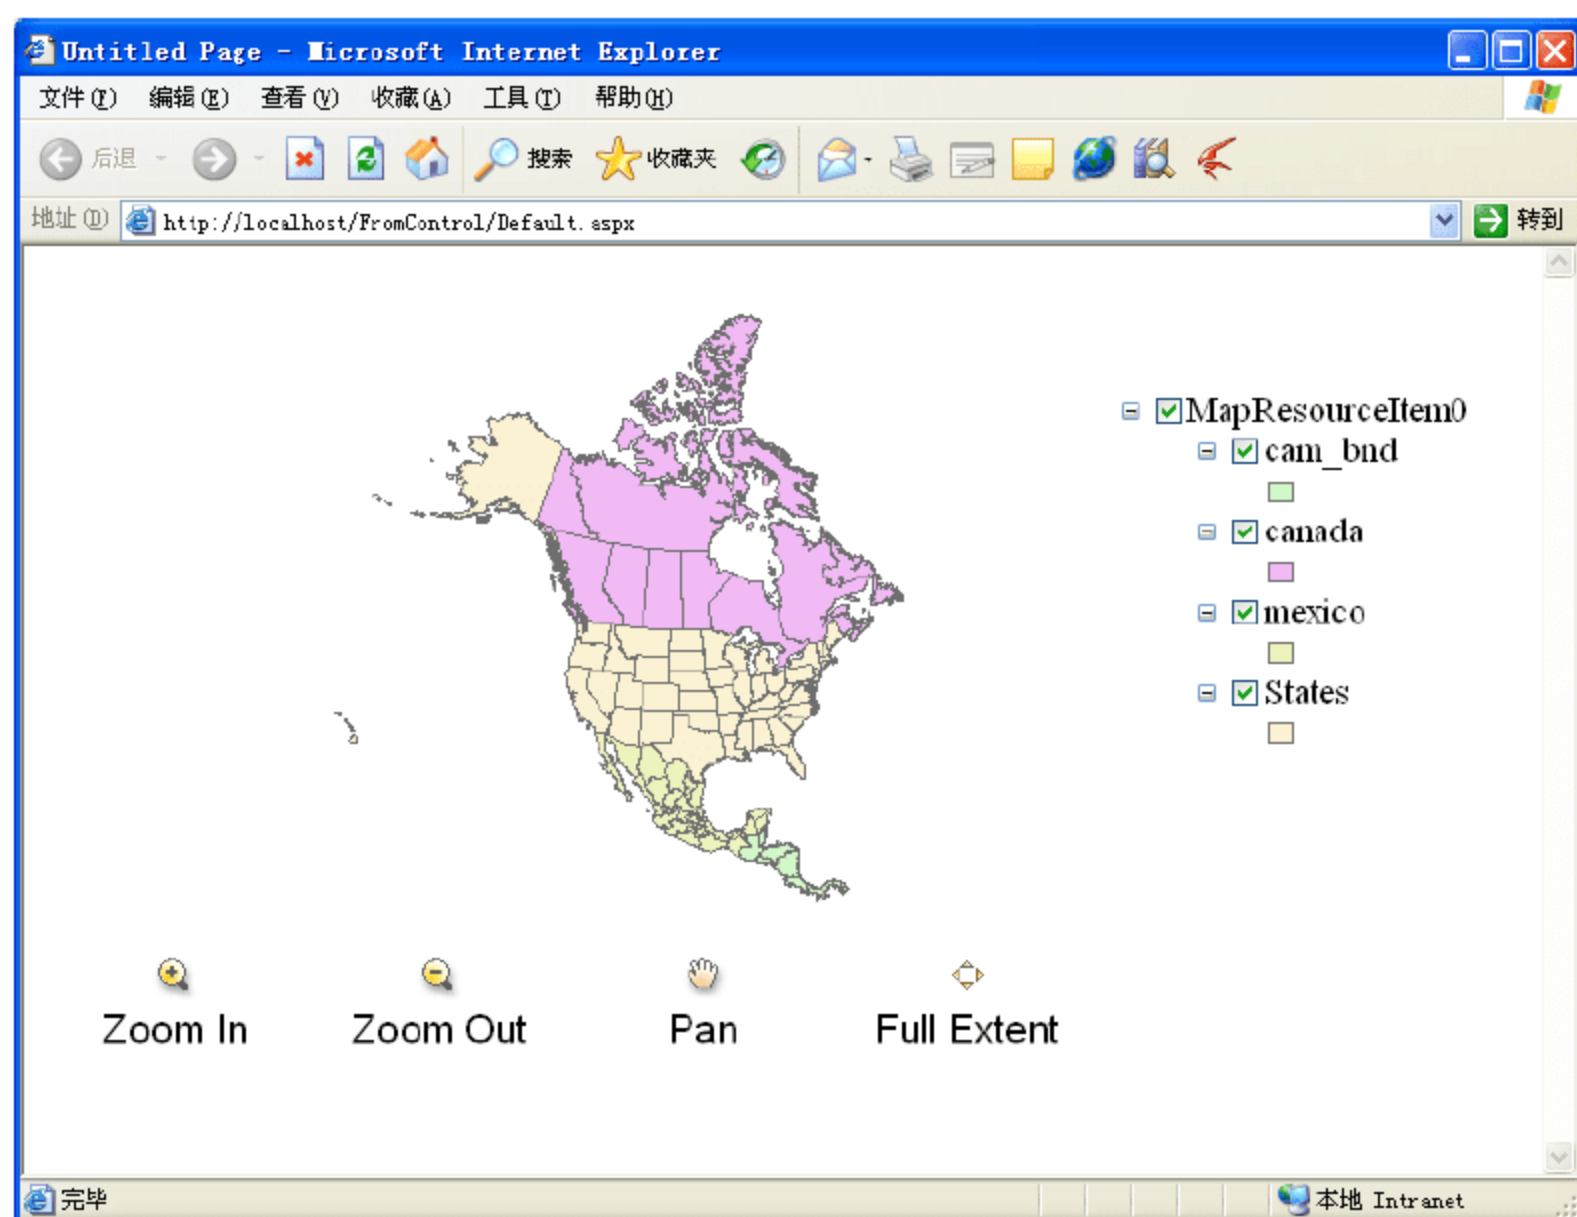 Untitled Page - Microsoft Internet Explorer
文件(F) 编辑(E) 查看(V) 收藏(A) 工具(T) 帮助(H)
后退 搜索 收藏夹
地址(D) http://localhost/FromControl/Default.aspx 转到
MapResourceItem0
cam_bnd
canada
mexico
States
Zoom In Zoom Out Pan Full Extent
完毕 本地 Intranet